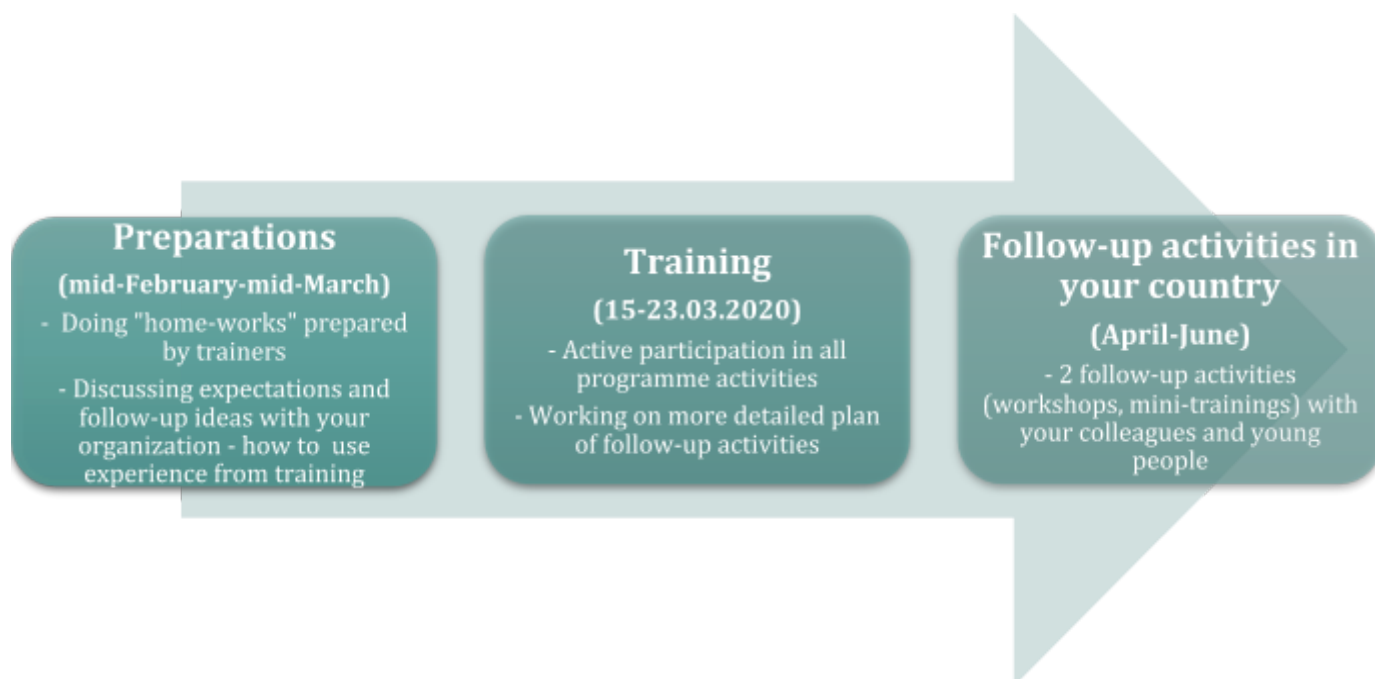 Preparations
(mid-February-mid-March)
- Doing "home-works" prepared
by trainers
- Discussing expectations and
follow-up ideas with your
organization - how to use
experience from training
Training
(15-23.03.2020)
- Active participation in all
programme activities
- Working on more detailed plan
of follow-up activities
Follow-up activities in
your country
(April-June)
- 2 follow-up activities
(workshops, mini-trainings) with
your colleagues and young
people